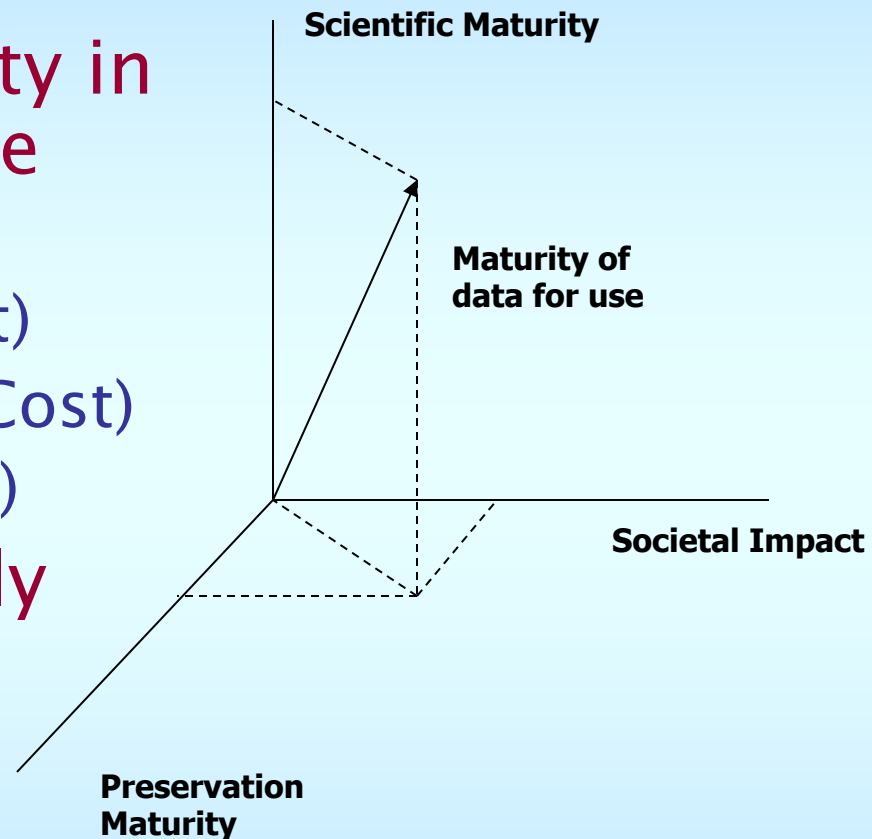 ty in
e
t)
Cost)
)
ly
Scientific Maturity
Maturity of
data for use
Societal Impact
Preservation
Maturity